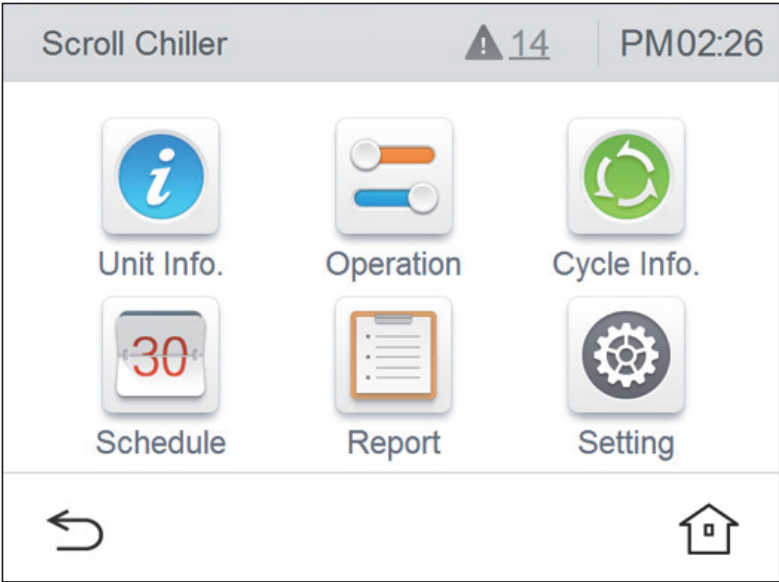 Scroll Chiller 14 PM02:26
Unit Info. Operation Cycle Info.
30
Schedule Report Setting